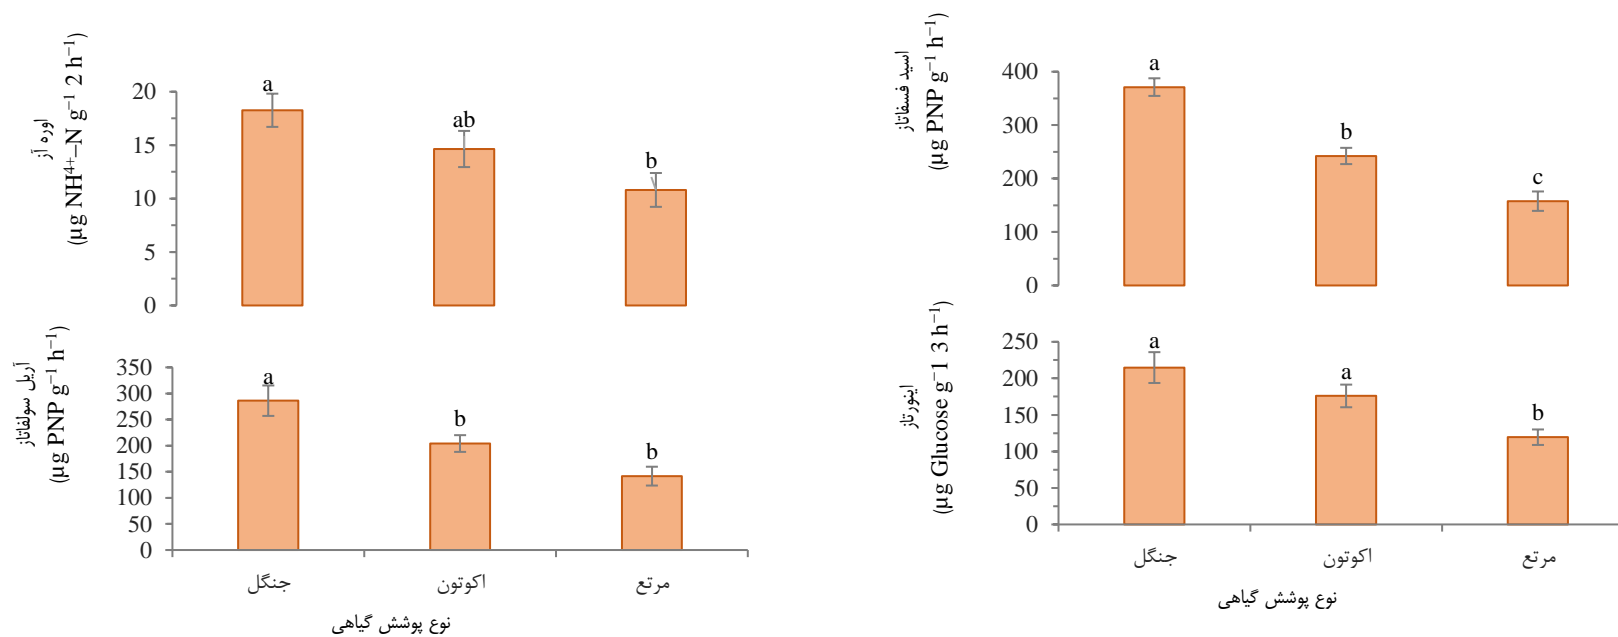 اوره آز
(µg NH⁴⁺–N g⁻¹ 2 h⁻¹)
20
15
10
5
0
a
ab
b
اسید فسفاتاز
(µg PNP g⁻¹ h⁻¹)
400
300
200
100
0
a
b
c
آریل سولفاتاز
(µg PNP g⁻¹ h⁻¹)
350
300
250
200
150
100
50
0
a
b
b
جنگل اکوتون مرتع
نوع پوشش گیاهی
اینورتاز
(µg Glucose g⁻1 3 h⁻¹)
250
200
150
100
50
0
a
a
b
جنگل اکوتون مرتع
نوع پوشش گیاهی